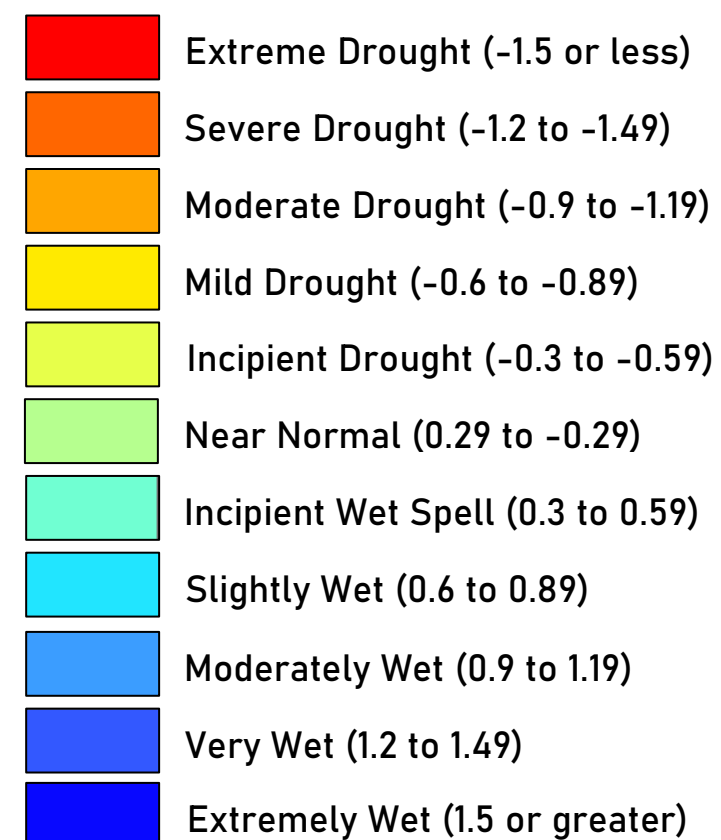 Extreme Drought (-1.5 or less)
Severe Drought (-1.2 to -1.49)
Moderate Drought (-0.9 to -1.19)
Mild Drought (-0.6 to -0.89)
Incipient Drought (-0.3 to -0.59)
Near Normal (0.29 to -0.29)
Incipient Wet Spell (0.3 to 0.59)
Slightly Wet (0.6 to 0.89)
Moderately Wet (0.9 to 1.19)
Very Wet (1.2 to 1.49)
Extremely Wet (1.5 or greater)